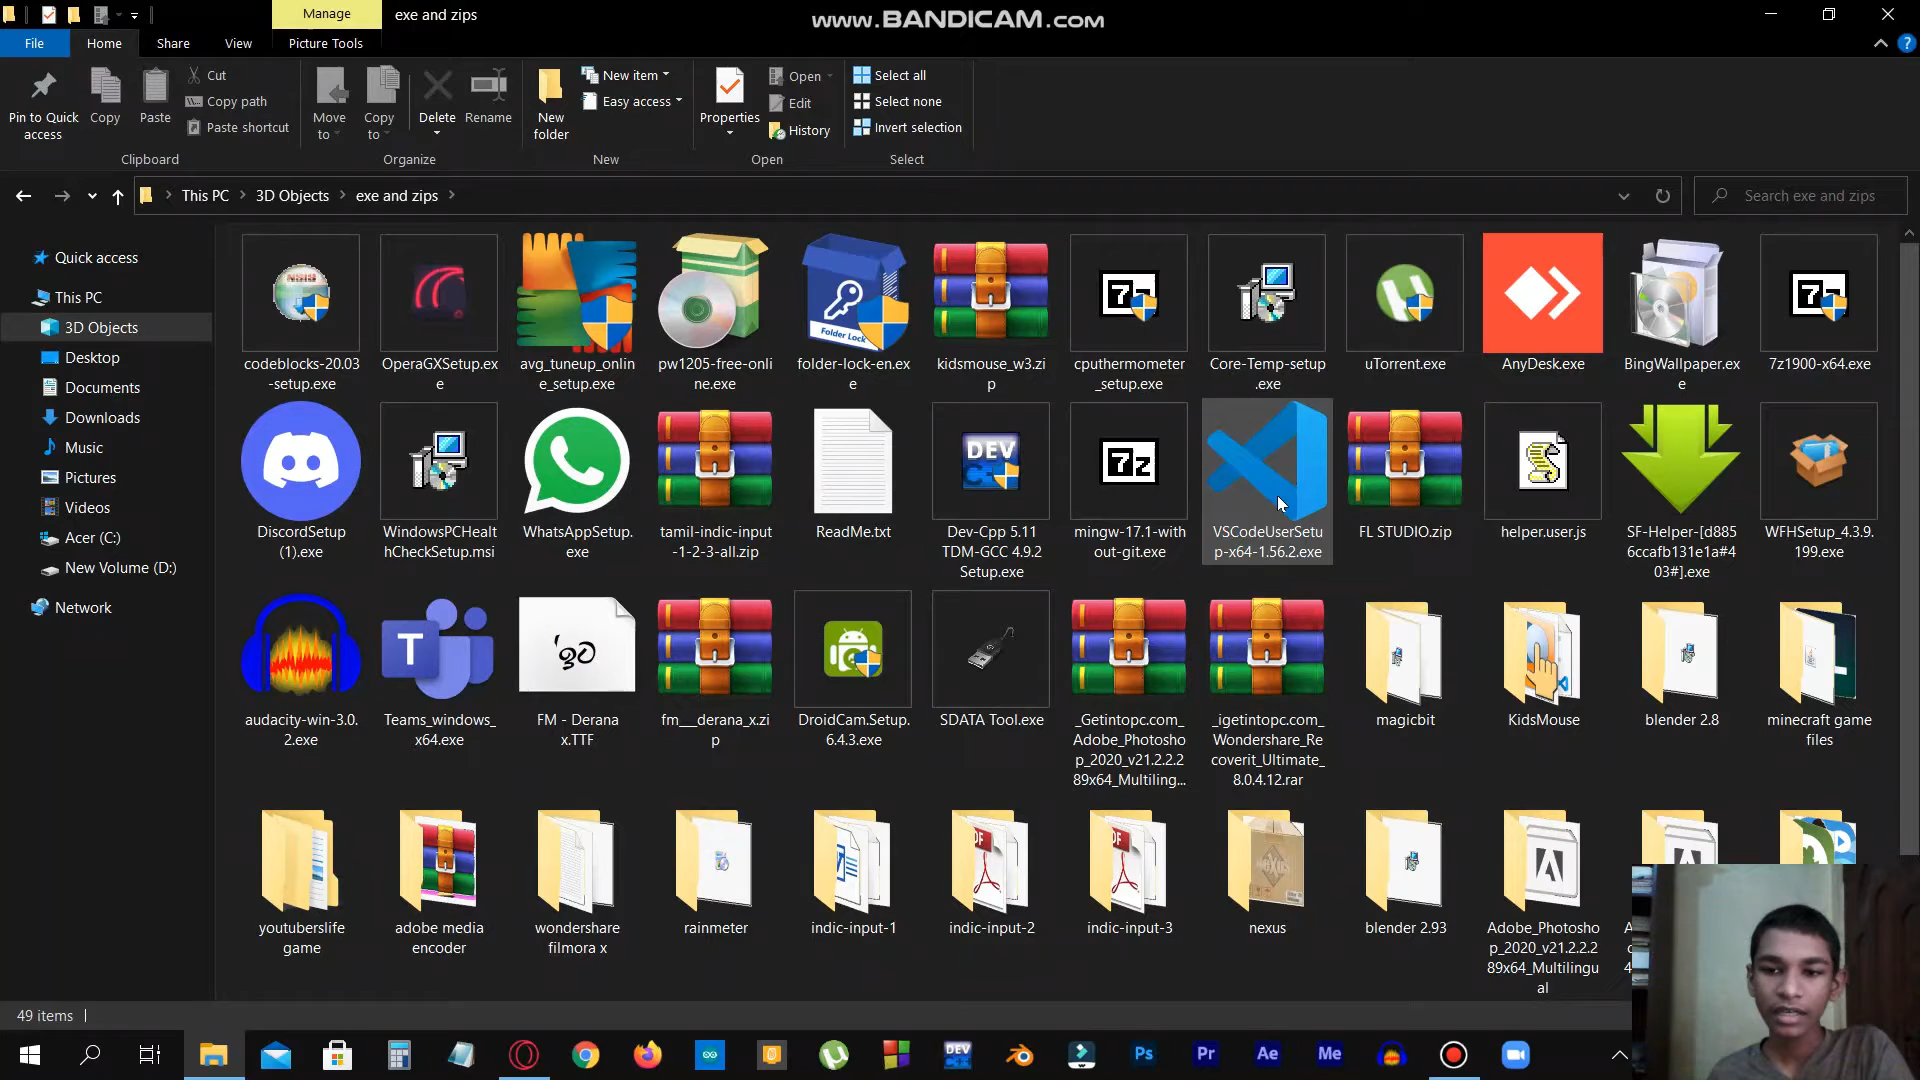 Manage
exe and zips
www.BANDICAM.com
File
Home
Share
View
Picture Tools
Pin to Quick
access
Copy
Paste
Cut
Copy path
Paste shortcut
Clipboard
Move
to
Copy
to
Delete
Rename
Organize
New
folder
New item
Easy access
New
Properties
Open
Edit
History
Open
Select all
Select none
Invert selection
Select
This PC
3D Objects
exe and zips
Search exe and zips
Quick access
This PC
3D Objects
Desktop
Documents
Downloads
Music
Pictures
Videos
Acer (C:)
New Volume (D:)
Network
NSIS
Folder Lock
7z
7z
codeblocks-20.03
-setup.exe
OperaGXSetup.ex
e
avg_tuneup_onlin
e_setup.exe
pw1205-free-onli
ne.exe
folder-lock-en.ex
e
kidsmouse_w3.zi
p
cputhermometer
_setup.exe
Core-Temp-setup
.exe
uTorrent.exe
AnyDesk.exe
BingWallpaper.ex
e
7z1900-x64.exe
DEV
7z
DiscordSetup
(1).exe
WindowsPCHealt
hCheckSetup.msi
WhatsAppSetup.
exe
tamil-indic-input
-1-2-3-all.zip
ReadMe.txt
Dev-Cpp 5.11
TDM-GCC 4.9.2
Setup.exe
mingw-17.1-with
out-git.exe
VSCodeUserSetu
p-x64-1.56.2.exe
FL STUDIO.zip
helper.user.js
SF-Helper-[d885
6ccafb131e1a#4
03#].exe
WFHSetup_4.3.9.
199.exe
T
audacity-win-3.0.
2.exe
Teams_windows_
x64.exe
FM - Derana
x.TTF
fm__derana_x.zi
p
DroidCam.Setup.
6.4.3.exe
SDATA Tool.exe
_Getintopc.com_
Adobe_Photosho
p_2020_v21.2.2.2
89x64_Multiling...
_igetintopc.com_
Wondershare_Re
coverit_Ultimate_
8.0.4.12.rar
magicbit
KidsMouse
blender 2.8
minecraft game
files
youtuberslife
game
adobe media
encoder
wondershare
filmora x
rainmeter
indic-input-1
indic-input-2
indic-input-3
nexus
blender 2.93
Adobe_Photosho
p_2020_v21.2.2.2
89x64_Multilingu
al
49 items
DEV
Ps
Pr
Ae
Me